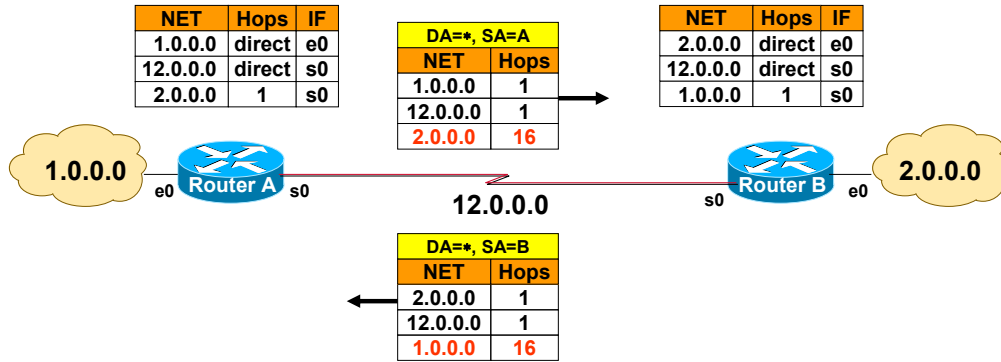 NET Hops IF
1.0.0.0 direct e0
12.0.0.0 direct s0
2.0.0.0 1 s0
DA=*, SA=A
NET Hops
1.0.0.0 1
12.0.0.0 1
2.0.0.0 16
NET Hops IF
2.0.0.0 direct e0
12.0.0.0 direct s0
1.0.0.0 1 s0
1.0.0.0
e0
Router A
s0
12.0.0.0
s0
Router B
e0
2.0.0.0
DA=*, SA=B
NET Hops
2.0.0.0 1
12.0.0.0 1
1.0.0.0 16